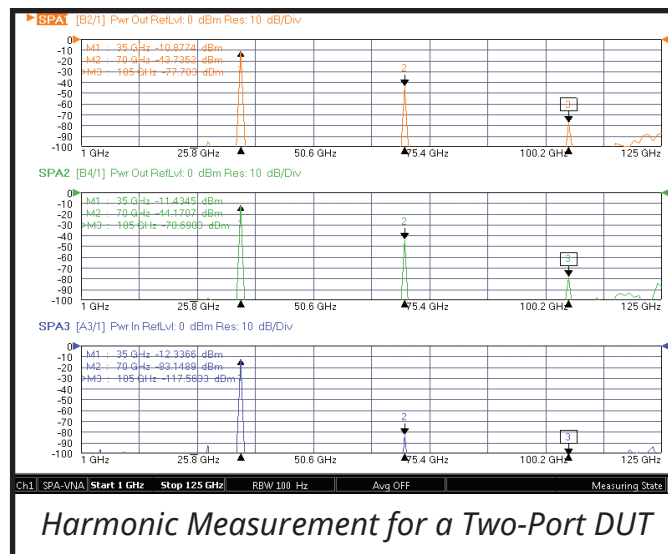 SPA1 [B2/1] Pwr Out RefLvl: 0 dBm Res: 10 dB/Div
M1 : 35 GHz -10.8774 dBm
M2 : 70 GHz -43.7352 dBm
>M3 : 105 GHz -77.703 dDm
0
-10
-20
-30
-40
-50
-60
-70
-80
-90
-100
2
3
1 GHz 25.8 GHz 50.6 GHz 75.4 GHz 100.2 GHz 125 GHz
SPA2 [B4/1] Pwr Out RefLvl: 0 dBm Res: 10 dB/Div
M1 : 35 GHz -11.4345 dBm
M2 : 70 GHz -44.1707 dBm
>M3 : 105 GHz -70.6903 dDm
0
-10
-20
-30
-40
-50
-60
-70
-80
-90
-100
2
3
1 GHz 25.8 GHz 50.6 GHz 75.4 GHz 100.2 GHz 125 GHz
SPA3 [A3/1] Pwr In RefLvl: 0 dBm Res: 10 dB/Div
M1 : 35 GHz -12.3366 dBm
M2 : 70 GHz -83.1489 dBm
>M3 : 105 GHz -117.5633 dBm
0
-10
-20
-30
-40
-50
-60
-70
-80
-90
-100
2
3
1 GHz 25.8 GHz 50.6 GHz 75.4 GHz 100.2 GHz 125 GHz
Ch1 SPA-VNA Start 1 GHz Stop 125 GHz RBW 100 Hz Avg OFF Measuring State
Harmonic Measurement for a Two-Port DUT